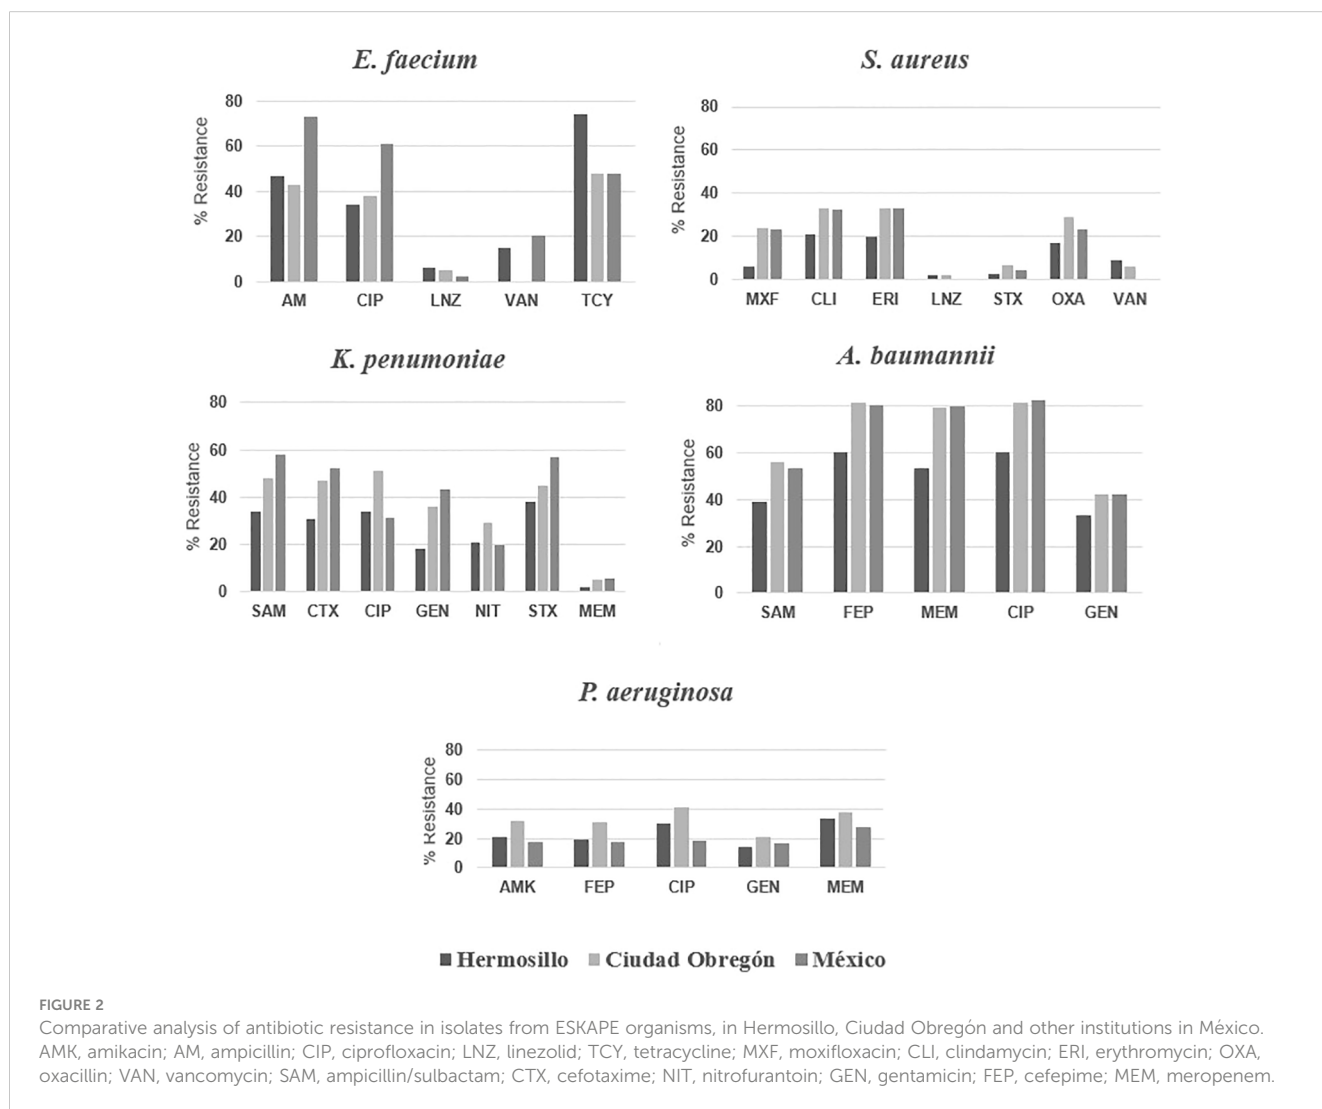 E. faecium
% Resistance
80
60
40
20
0
AM CIP LNZ VAN TCY
S. aureus
% Resistance
80
60
40
20
0
MXF CLI ERI LNZ STX OXA VAN
K. penumoniae
% Resistance
80
60
40
20
0
SAM CTX CIP GEN NIT STX MEM
A. baumannii
% Resistance
80
60
40
20
0
SAM FEP MEM CIP GEN
P. aeruginosa
% Resistance
80
60
40
20
0
AMK FEP CIP GEN MEM
Hermosillo Ciudad Obregón México
FIGURE 2
Comparative analysis of antibiotic resistance in isolates from ESKAPE organisms, in Hermosillo, Ciudad Obregón and other institutions in México.
AMK, amikacin; AM, ampicillin; CIP, ciprofloxacin; LNZ, linezolid; TCY, tetracycline; MXF, moxifloxacin; CLI, clindamycin; ERI, erythromycin; OXA,
oxacillin; VAN, vancomycin; SAM, ampicillin/sulbactam; CTX, cefotaxime; NIT, nitrofurantoin; GEN, gentamicin; FEP, cefepime; MEM, meropenem.